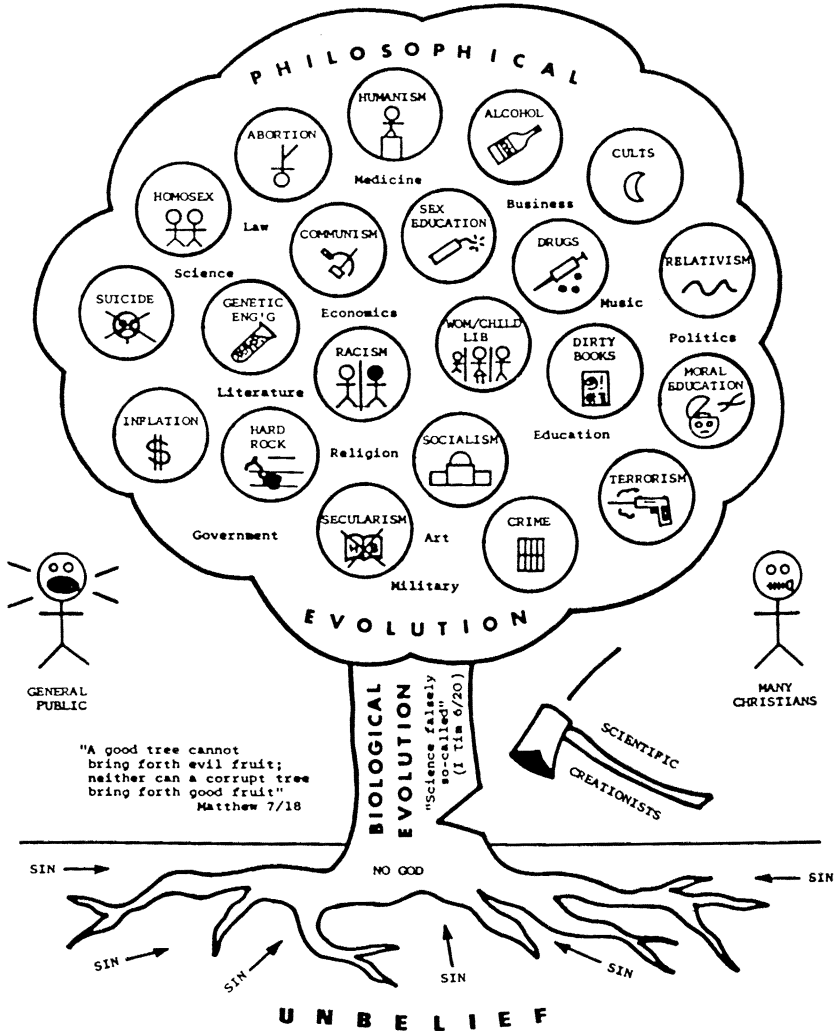 PHILOSOPHICAL
HUMANISM
ALCOHOL
ABORTION
CULTS
Medicine
HOMOSEX
Business
SEX
EDUCATION
Law
COMMUNISM
DRUGS
RELATIVISM
Science
SUICIDE
GENETIC
ENG'G
Music
Economics
WOM/CHILD
LIB
Politics
DIRTY
BOOKS
RACISM
MORAL
EDUCATION
Literature
INFLATION
HARD
ROCK
Education
SOCIALISM
Religion
TERRORISM
SECULARISM
H B
CRIME
Government
Art
Military
EVOLUTION
GENERAL
PUBLIC
MANY
CHRISTIANS
BIOLOGICAL
EVOLUTION
"Science falsely
so-called"
(I Tim 6/20)
SCIENTIFIC
CREATIONISTS
"A good tree cannot
bring forth evil fruit;
neither can a corrupt tree
bring forth good fruit"
Matthew 7/18
NO GOD
SIN
SIN
SIN
SIN
SIN
SIN
UNBELIEF